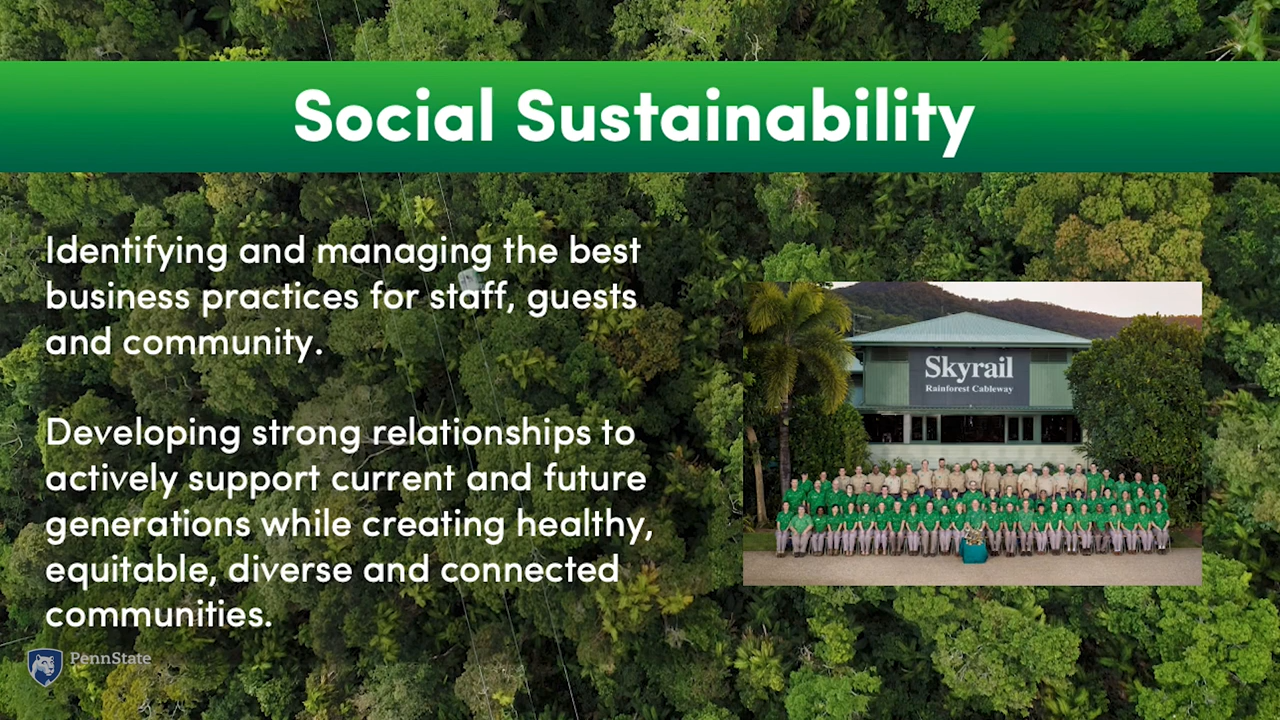 Social Sustainability
Identifying and managing the best
business practices for staff, guests
and community.
Developing strong relationships to
actively support current and future
generations while creating healthy,
equitable, diverse and connected
communities.
Skyrail
Rainforest Cableway
PennState